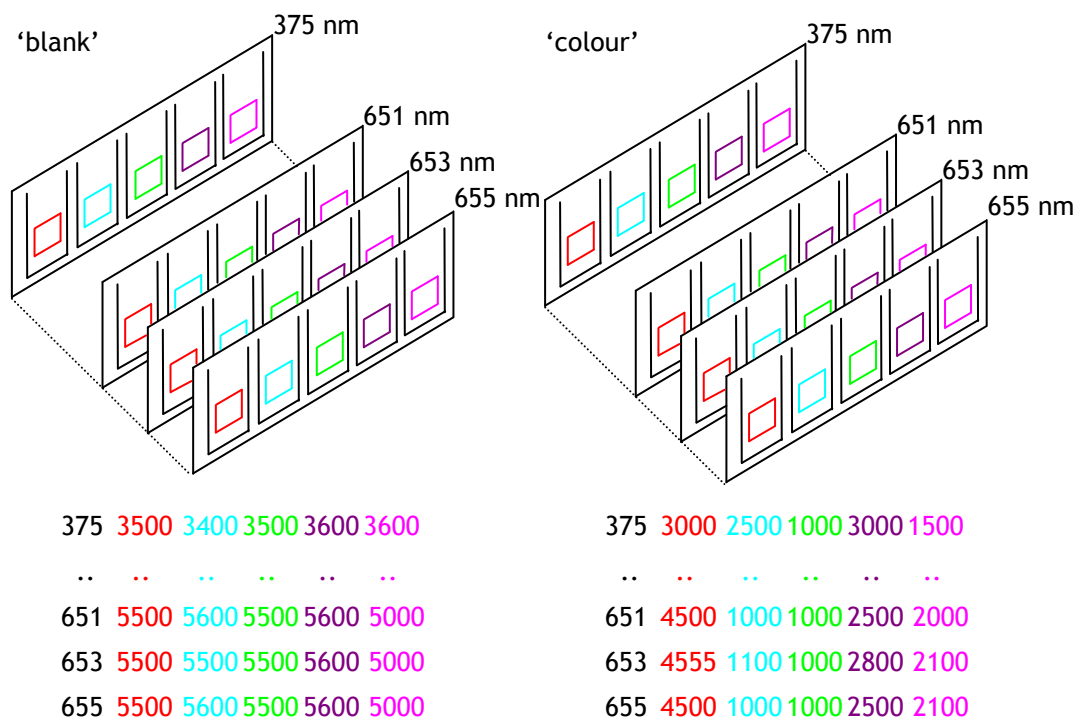 ‘blank’
375 nm
651 nm
653 nm
655 nm
‘colour’
375 nm
651 nm
653 nm
655 nm
375 3500 3400 3500 3600 3600
.. .. .. .. .. ..
651 5500 5600 5500 5600 5000
653 5500 5500 5500 5600 5000
655 5500 5600 5500 5600 5000
375 3000 2500 1000 3000 1500
.. .. .. .. .. ..
651 4500 1000 1000 2500 2000
653 4555 1100 1000 2800 2100
655 4500 1000 1000 2500 2100